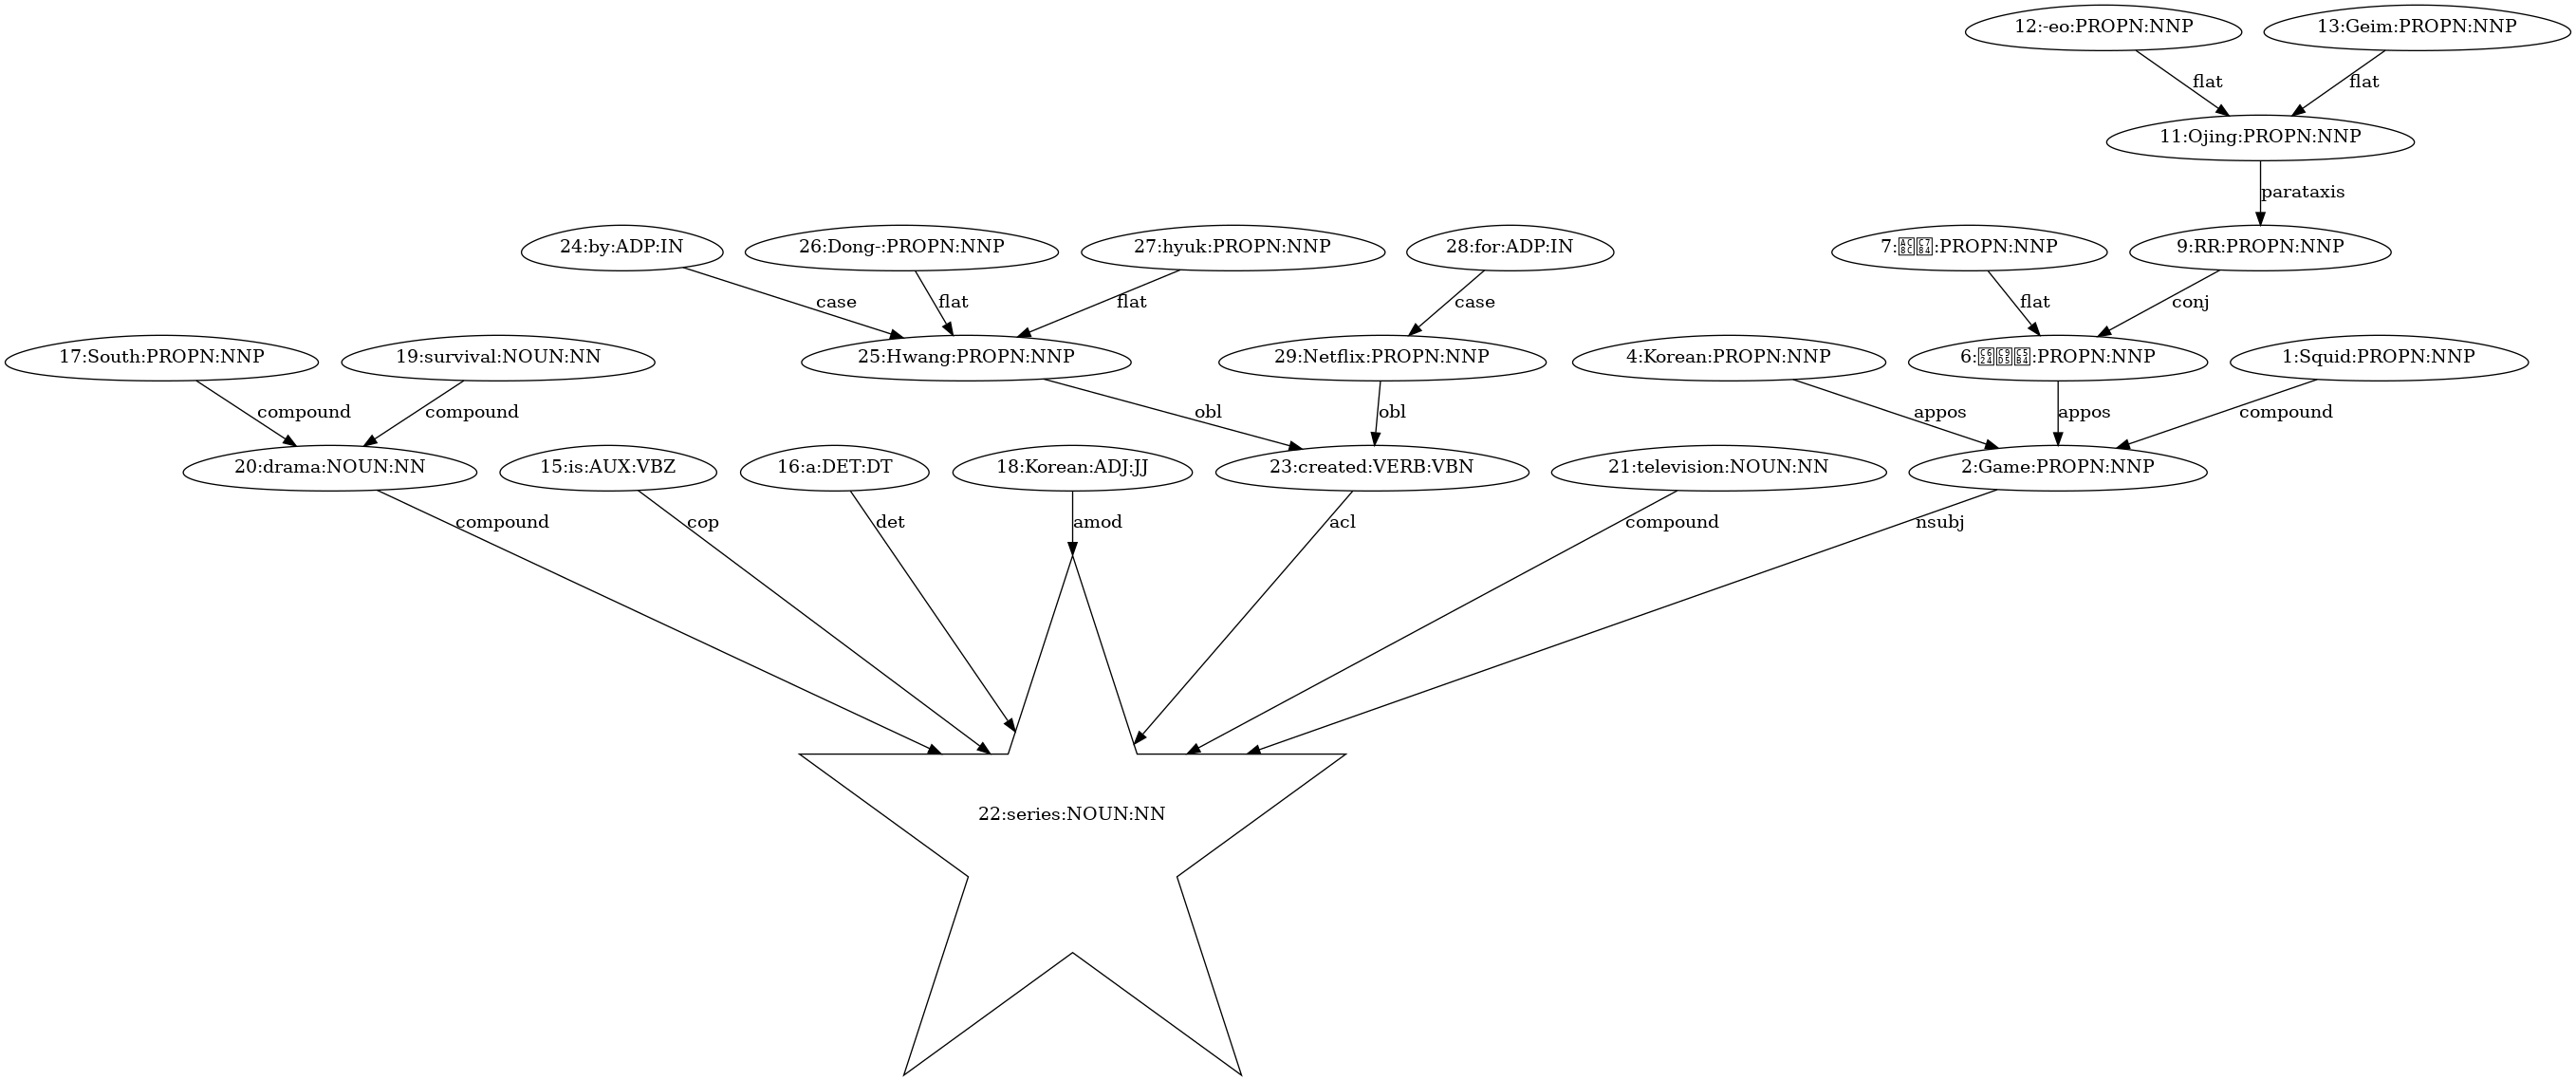 12:-eo:PROPN:NNP
13:Geim:PROPN:NNP
flat
flat
11:Ojing:PROPN:NNP
parataxis
24:by:ADP:IN
26:Dong-:PROPN:NNP
27:hyuk:PROPN:NNP
28:for:ADP:IN
7: :PROPN:NNP
9:RR:PROPN:NNP
case
flat
flat
case
flat
conj
17:South:PROPN:NNP
19:survival:NOUN:NN
25:Hwang:PROPN:NNP
29:Netflix:PROPN:NNP
4:Korean:PROPN:NNP
6: :PROPN:NNP
1:Squid:PROPN:NNP
compound
compound
obl
obl
appos
appos
compound
20:drama:NOUN:NN
15:is:AUX:VBZ
16:a:DET:DT
18:Korean:ADJ:JJ
23:created:VERB:VBN
21:television:NOUN:NN
2:Game:PROPN:NNP
compound
cop
det
amod
acl
compound
nsubj
22:series:NOUN:NN